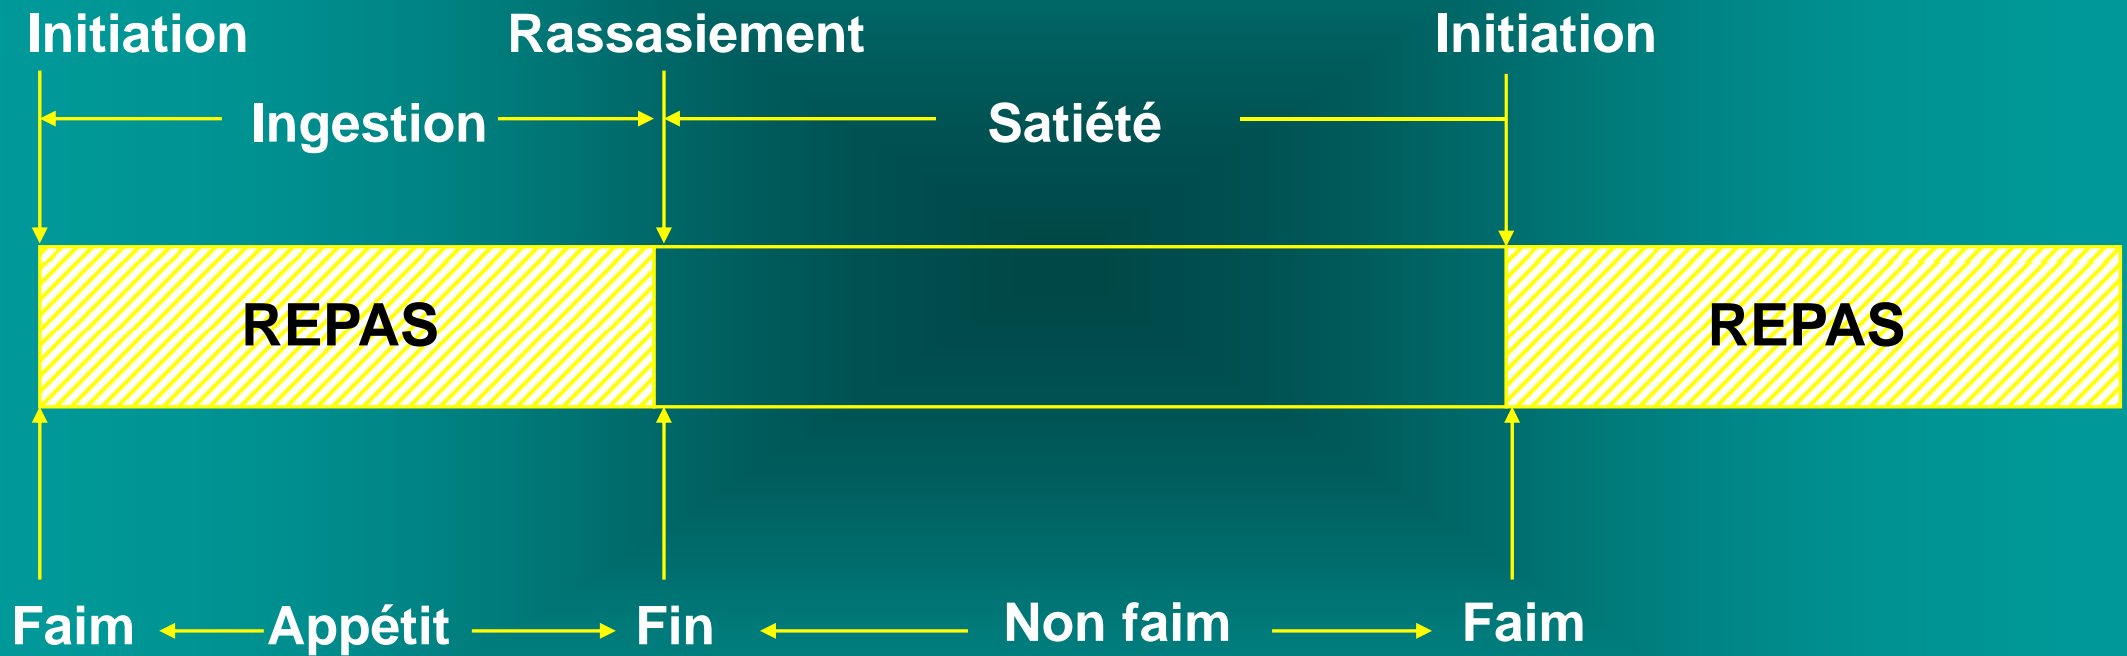 Initiation Rassasiement Initiation
Ingestion Satiété
REPAS REPAS
Faim Appétit Fin Non faim Faim